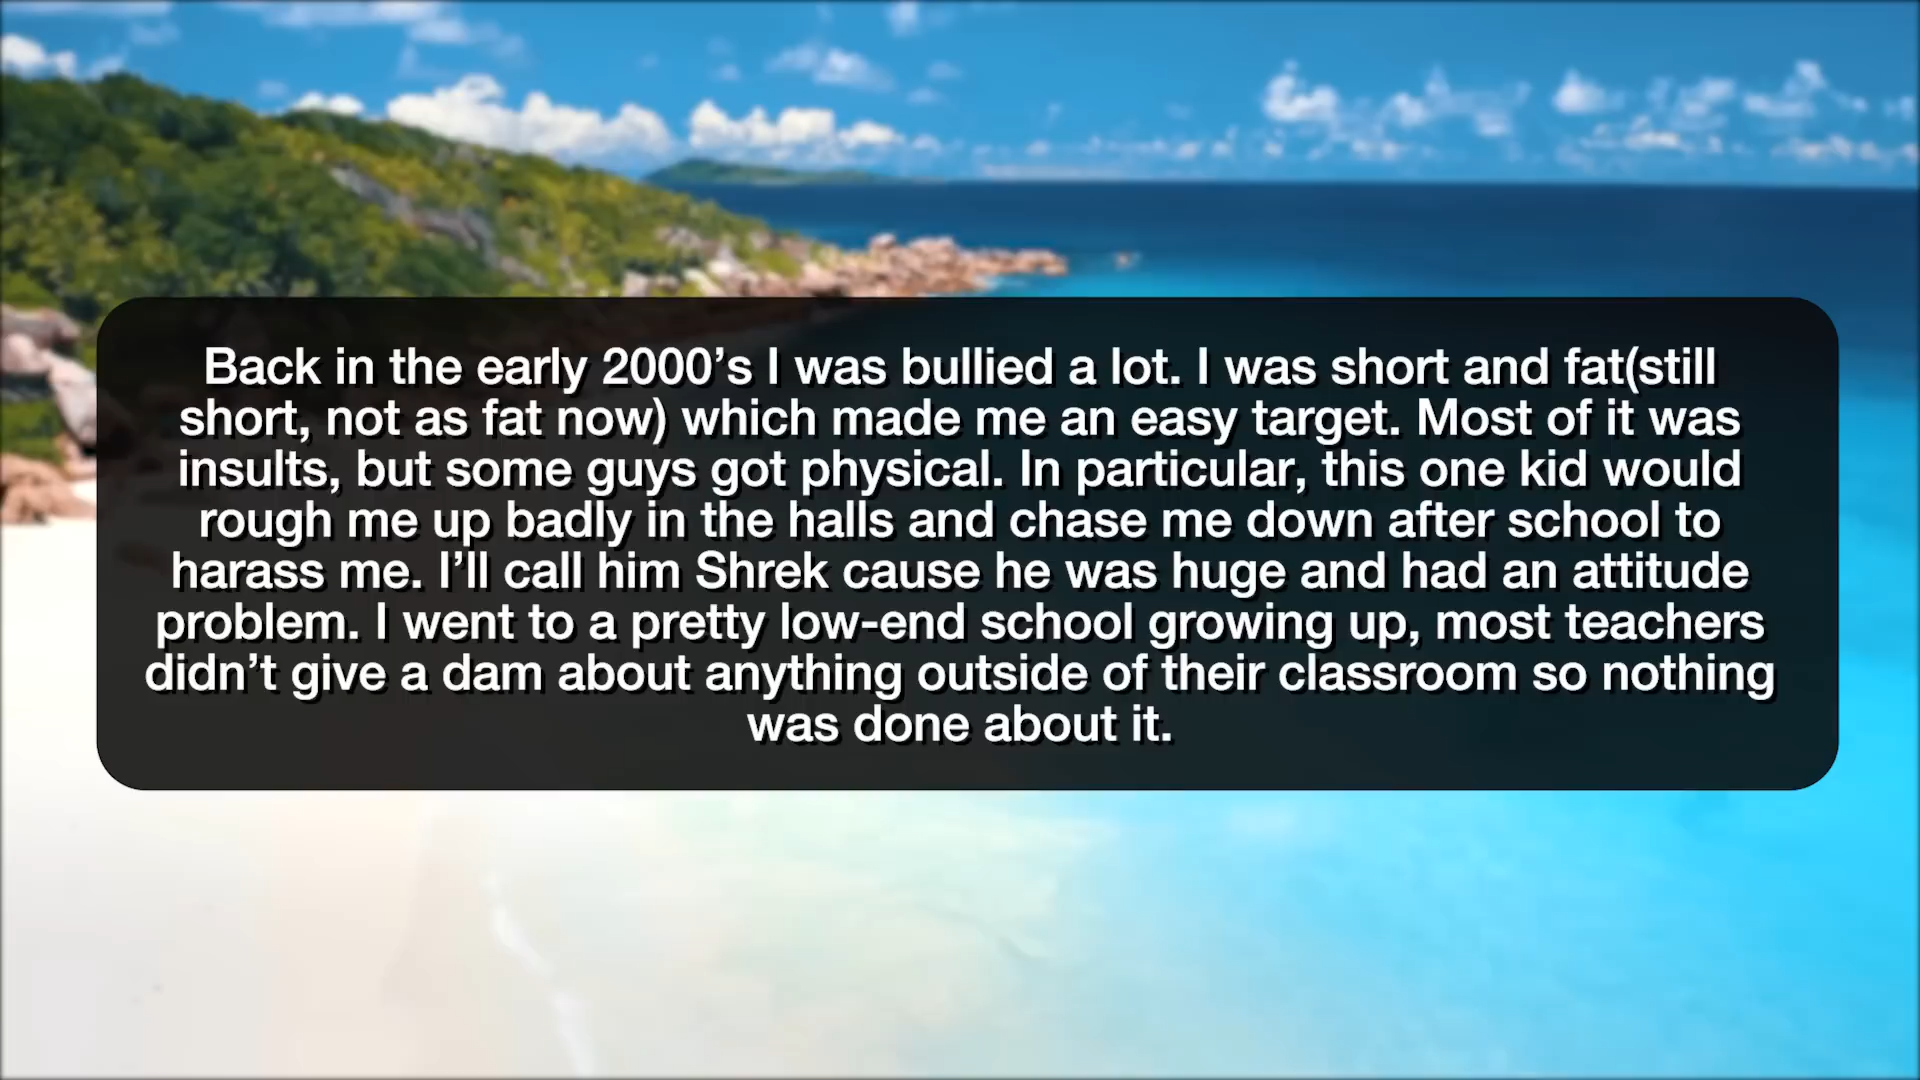 Back in the early 2000’s I was bullied a lot. I was short and fat(still
short, not as fat now) which made me an easy target. Most of it was
insults, but some guys got physical. In particular, this one kid would
rough me up badly in the halls and chase me down after school to
harass me. I’ll call him Shrek cause he was huge and had an attitude
problem. I went to a pretty low-end school growing up, most teachers
didn’t give a dam about anything outside of their classroom so nothing
was done about it.